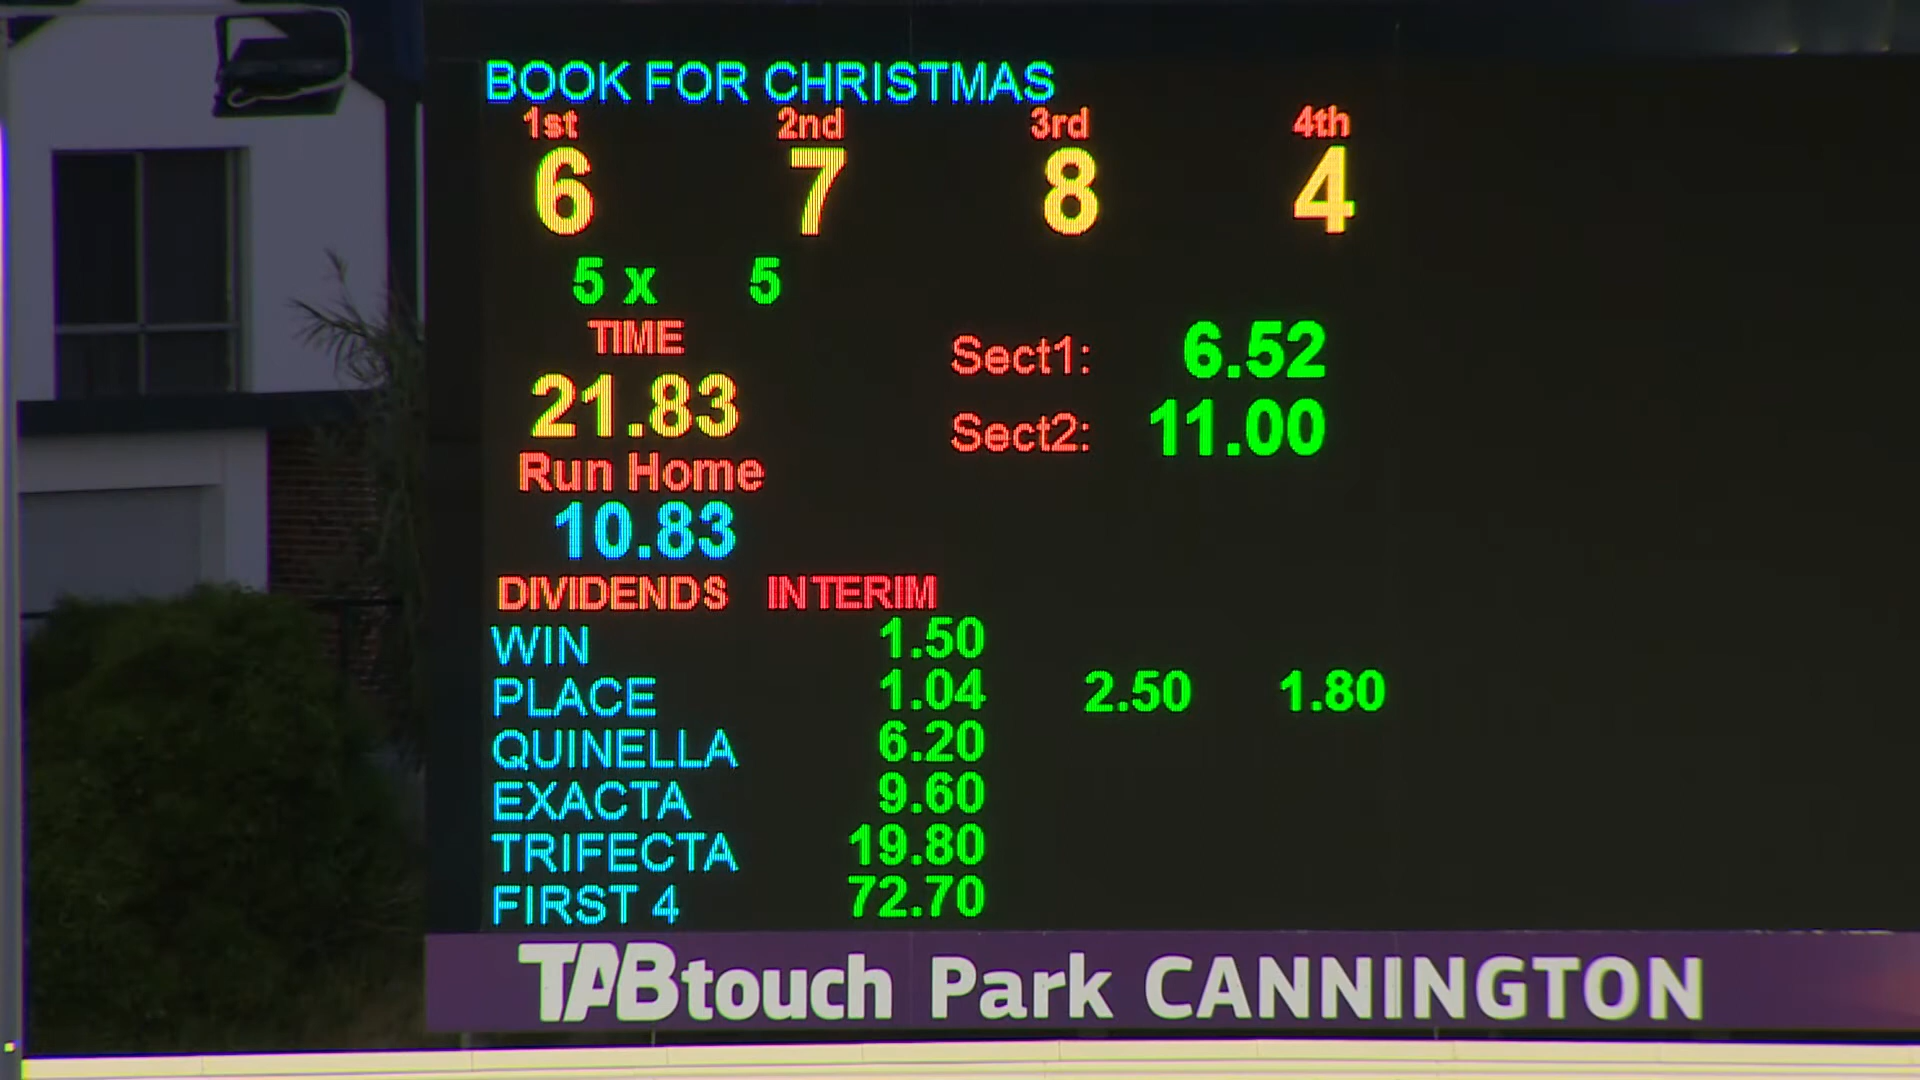 BOOK FOR CHRISTMAS
1st 2nd 3rd 4th
6 7 8 4
5 x 5
TIME
21.83
Sect1: 6.52
Sect2: 11.00
Run Home
10.83
DIVIDENDS INTERIM
WIN 1.50
PLACE 1.04 2.50 1.80
QUINELLA 6.20
EXACTA 9.60
TRIFECTA 19.80
FIRST 4 72.70
TABtouch Park CANNINGTON